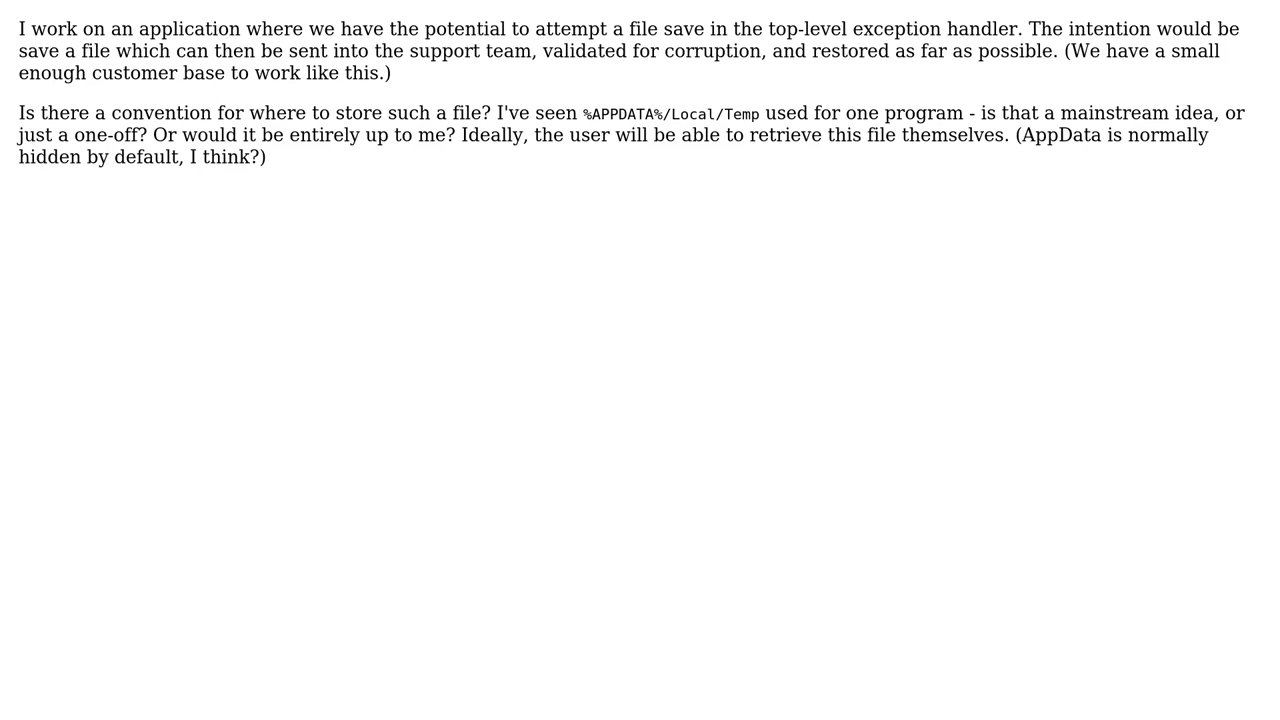 I work on an application where we have the potential to attempt a file save in the top-level exception handler. The intention would be
save a file which can then be sent into the support team, validated for corruption, and restored as far as possible. (We have a small
enough customer base to work like this.)
Is there a convention for where to store such a file? I've seen %APPDATA%/Local/Temp used for one program - is that a mainstream idea, or
just a one-off? Or would it be entirely up to me? Ideally, the user will be able to retrieve this file themselves. (AppData is normally
hidden by default, I think?)